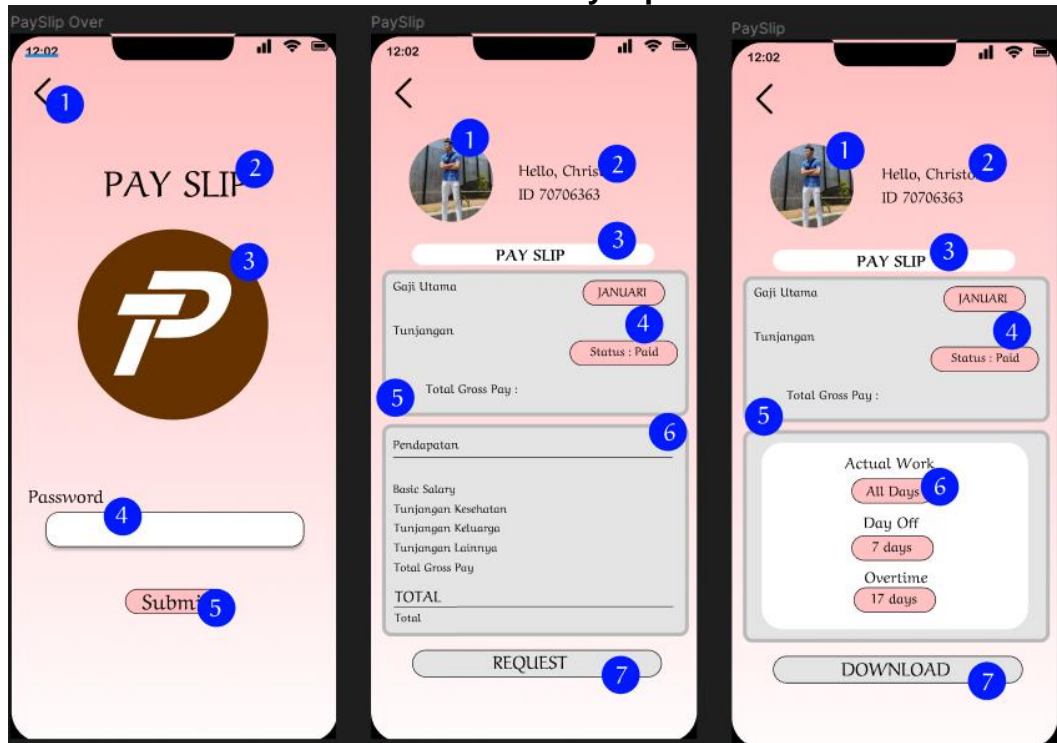 PaySlip Over
12:02
1
2
PAY SLIP
3
Password
4
Submit
5
PaySlip
12:02
1
Hello, Chris
2
ID 70706363
3
PAY SLIP
Gaji Utama
JANUARI
4
Tunjangan
Status : Paid
5
Total Gross Pay :
6
Pendapatan
Basic Salary
Tunjangan Kesehatan
Tunjangan Keluarga
Tunjangan Lainnya
Total Gross Pay
TOTAL
Total
REQUEST
7
PaySlip
12:02
1
Hello, Christo
2
ID 70706363
3
PAY SLIP
Gaji Utama
JANUARI
4
Tunjangan
Status : Paid
Total Gross Pay :
5
Actual Work
All Days
6
Day Off
7 days
Overtime
17 days
DOWNLOAD
7